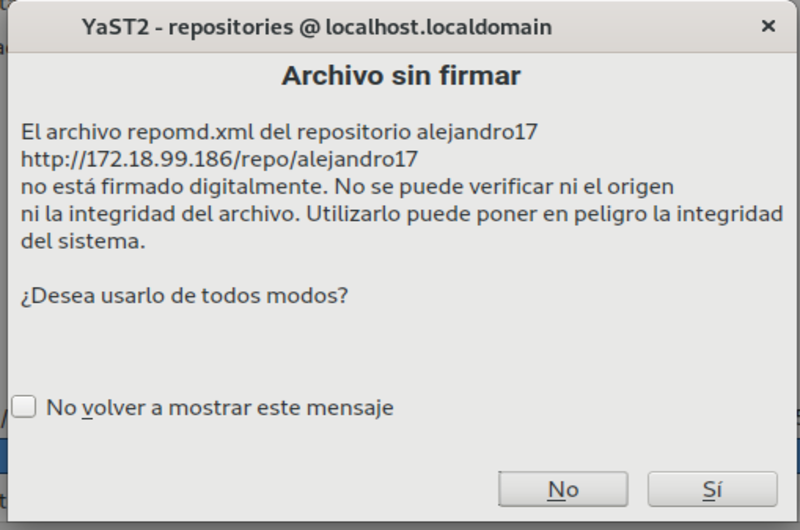 YaST2 - repositories @ localhost.localdomain
Archivo sin firmar
El archivo repomd.xml del repositorio alejandro17
http://172.18.99.186/repo/alejandro17
no está firmado digitalmente. No se puede verificar ni el origen
ni la integridad del archivo. Utilizarlo puede poner en peligro la integridad
del sistema.
¿Desea usarlo de todos modos?
No volver a mostrar este mensaje
No
Sí